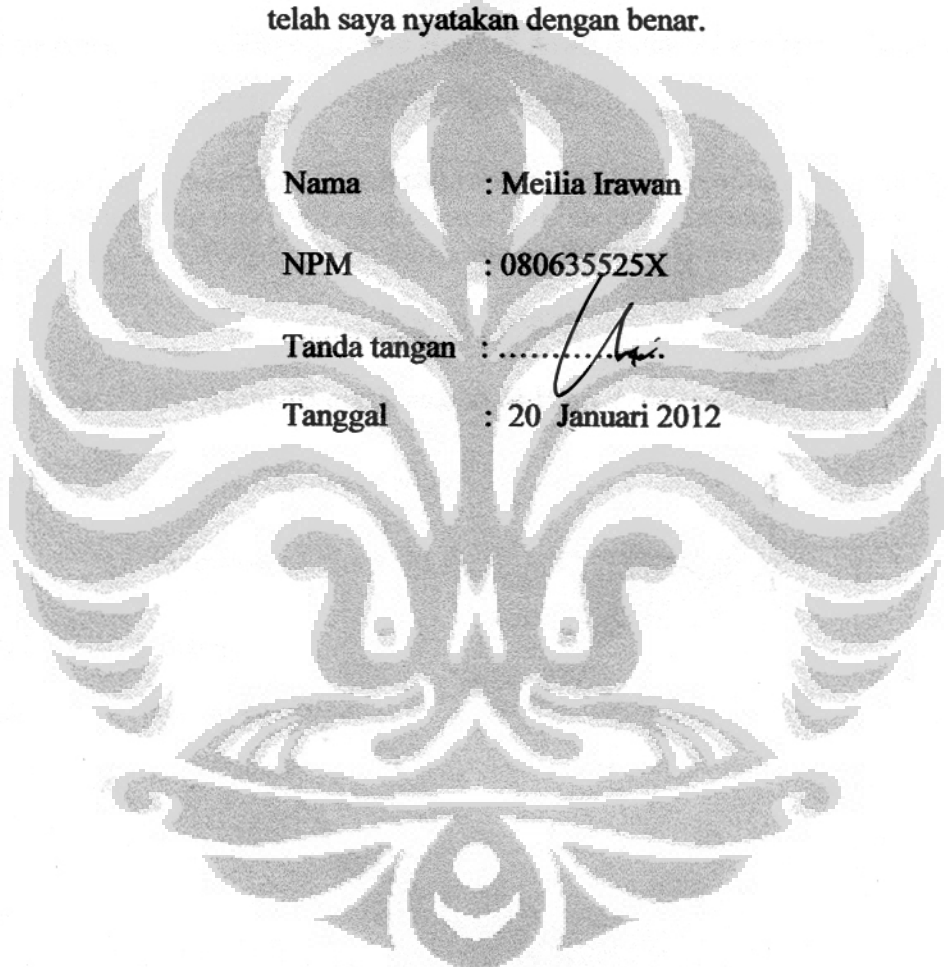 telah saya nyatakan dengan benar.
Nama : Meilia Irawan
NPM : 080635525X
Tanda tangan : ....................
Tanggal : 20 Januari 2012